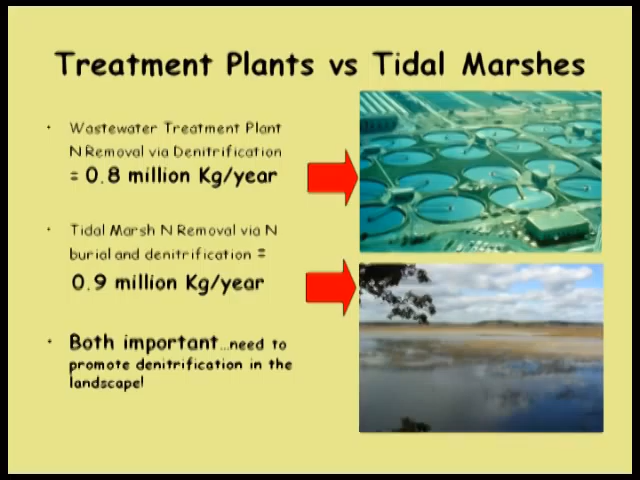 Treatment Plants vs Tidal Marshes
• Wastewater Treatment Plant
N Removal via Denitrification
= 0.8 million Kg/year
• Tidal Marsh N Removal via N
burial and denitrification =
0.9 million Kg/year
• Both important...need to
promote denitrification in the
landscape!